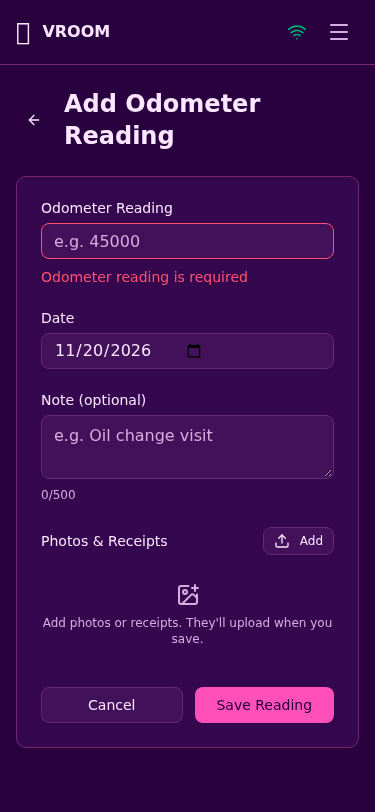 VROOM
Add Odometer
Reading
Odometer Reading
e.g. 45000
Odometer reading is required
Date
11/20/2026
Note (optional)
e.g. Oil change visit
0/500
Photos & Receipts
Add
Add photos or receipts. They'll upload when you
save.
Cancel
Save Reading